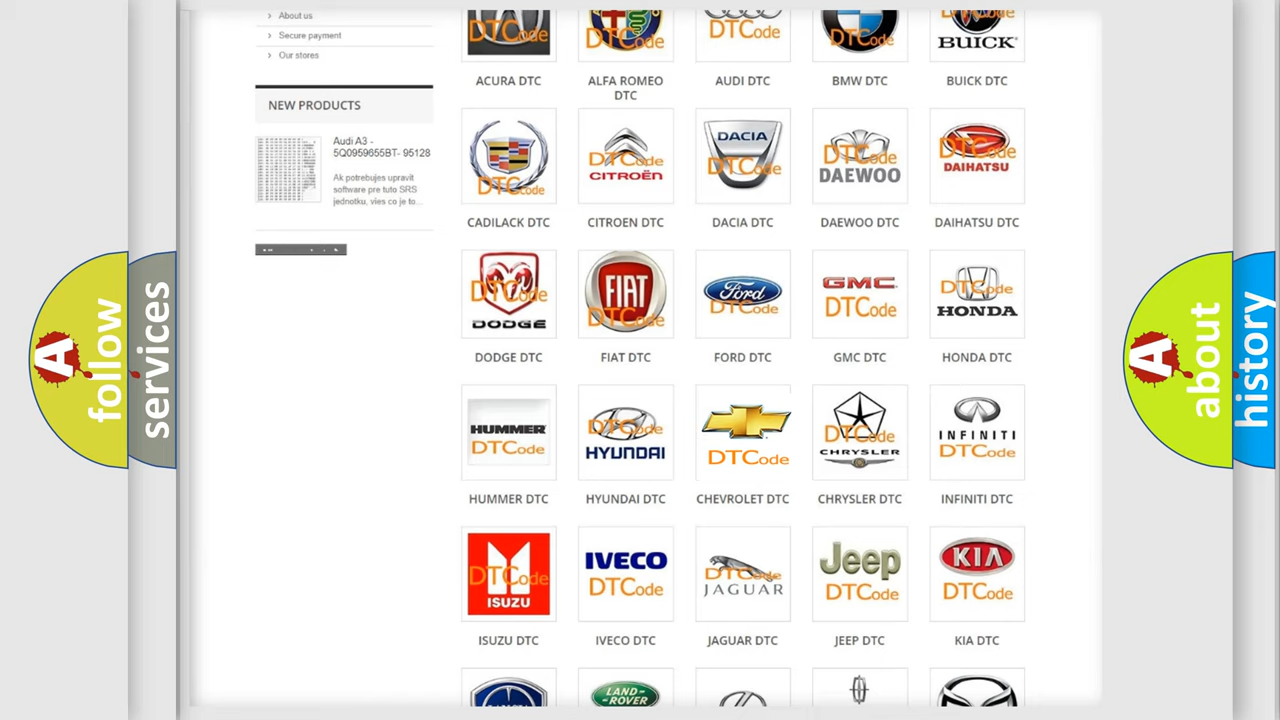 About us
Secure payment
Our stores
NEW PRODUCTS
Audi A3 -
5Q0959655BT- 95128
Ak potrebujes upravit
software pre tuto SRS
jednotku, vies co je to...
DTCode
DTCode
DTCode
DTCode
BUICK
ACURA DTC
ALFA ROMEO
DTC
AUDI DTC
BMW DTC
BUICK DTC
DTCode
DTCode
CITROËN
DACIA
DTCode
DTCode
DAEWOO
DTCode
DAIHATSU
CADILACK DTC
CITROEN DTC
DACIA DTC
DAEWOO DTC
DAIHATSU DTC
DTCode
DODGE
FIAT
DTCode
Ford
DTCode
GMC
DTCode
DTCode
HONDA
DODGE DTC
FIAT DTC
FORD DTC
GMC DTC
HONDA DTC
HUMMER
DTCode
DTCode
HYUNDAI
DTCode
DTCode
CHRYSLER
INFINITI
DTCode
HUMMER DTC
HYUNDAI DTC
CHEVROLET DTC
CHRYSLER DTC
INFINITI DTC
DTCode
ISUZU
IVECO
DTCode
DTCode
JAGUAR
Jeep
DTCode
KIA
DTCode
ISUZU DTC
IVECO DTC
JAGUAR DTC
JEEP DTC
KIA DTC
LAND-
ROVER
A
follow
services
A
about
history